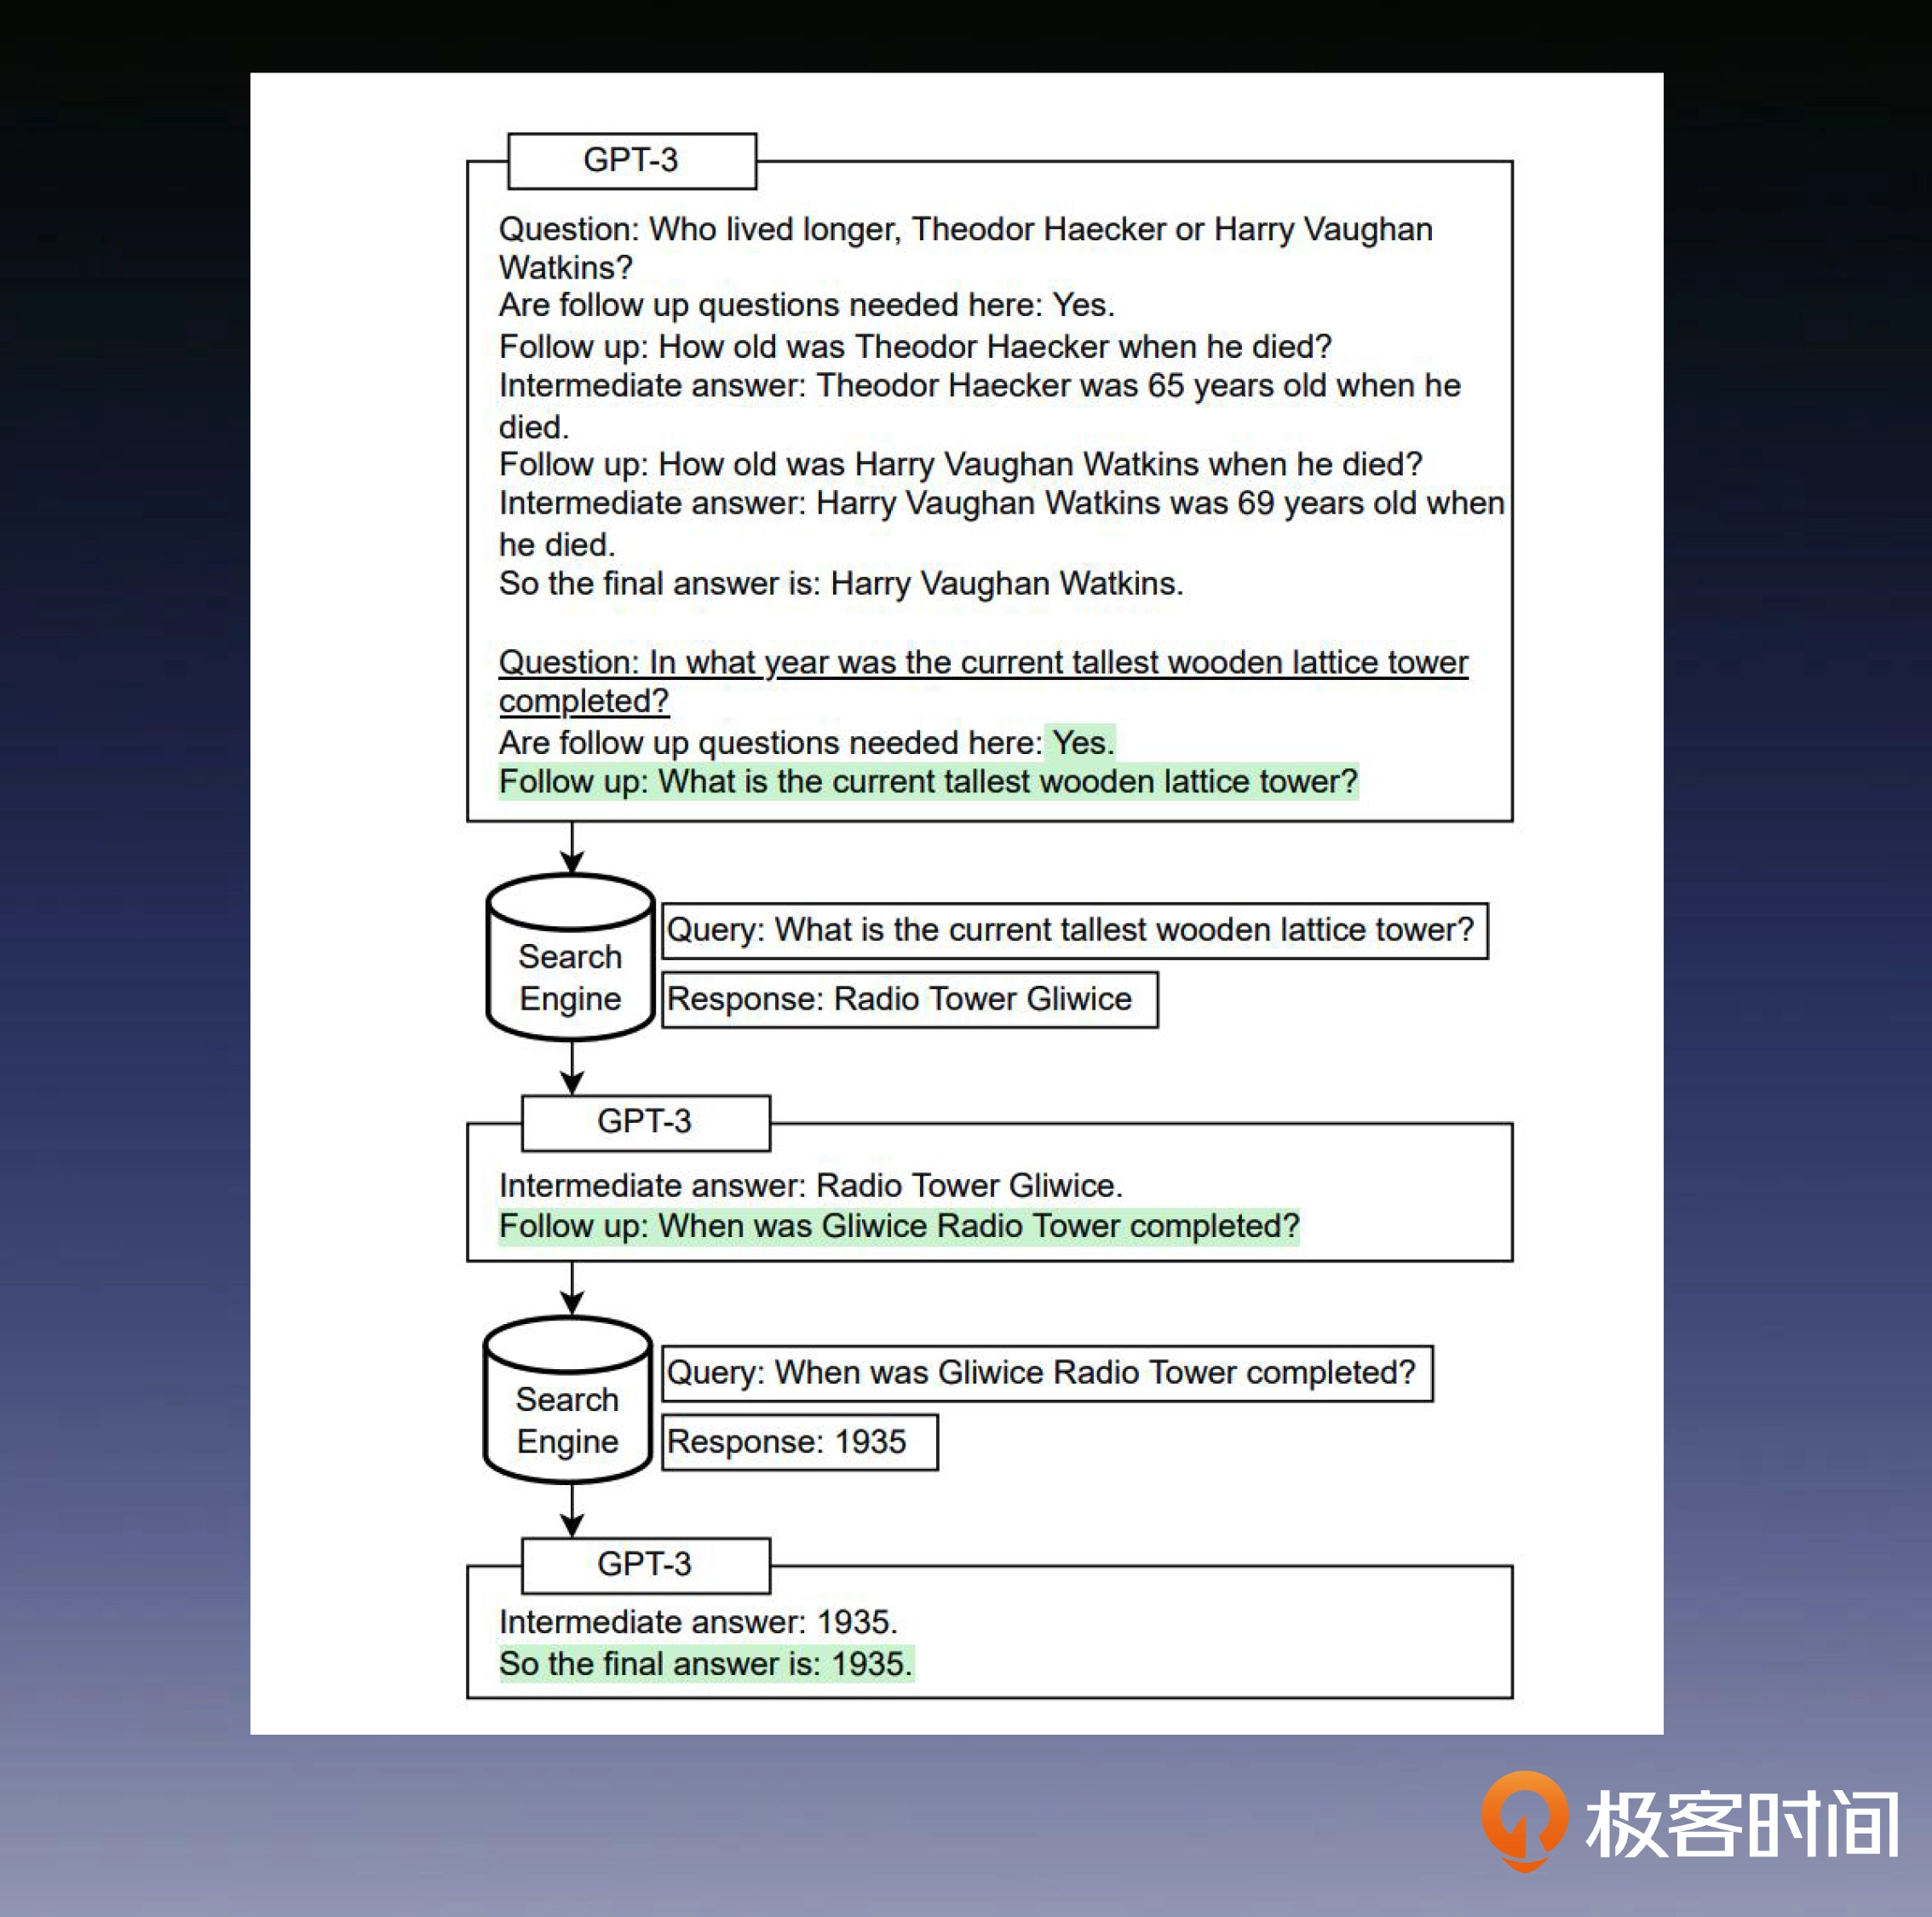 GPT-3
Question: Who lived longer, Theodor Haecker or Harry Vaughan
Watkins?
Are follow up questions needed here: Yes.
Follow up: How old was Theodor Haecker when he died?
Intermediate answer: Theodor Haecker was 65 years old when he
died.
Follow up: How old was Harry Vaughan Watkins when he died?
Intermediate answer: Harry Vaughan Watkins was 69 years old when
he died.
So the final answer is: Harry Vaughan Watkins.
Question: In what year was the current tallest wooden lattice tower
completed?
Are follow up questions needed here: Yes.
Follow up: What is the current tallest wooden lattice tower?
Search
Engine
Query: What is the current tallest wooden lattice tower?
Response: Radio Tower Gliwice
GPT-3
Intermediate answer: Radio Tower Gliwice.
Follow up: When was Gliwice Radio Tower completed?
Search
Engine
Query: When was Gliwice Radio Tower completed?
Response: 1935
GPT-3
Intermediate answer: 1935.
So the final answer is: 1935.
极客时间